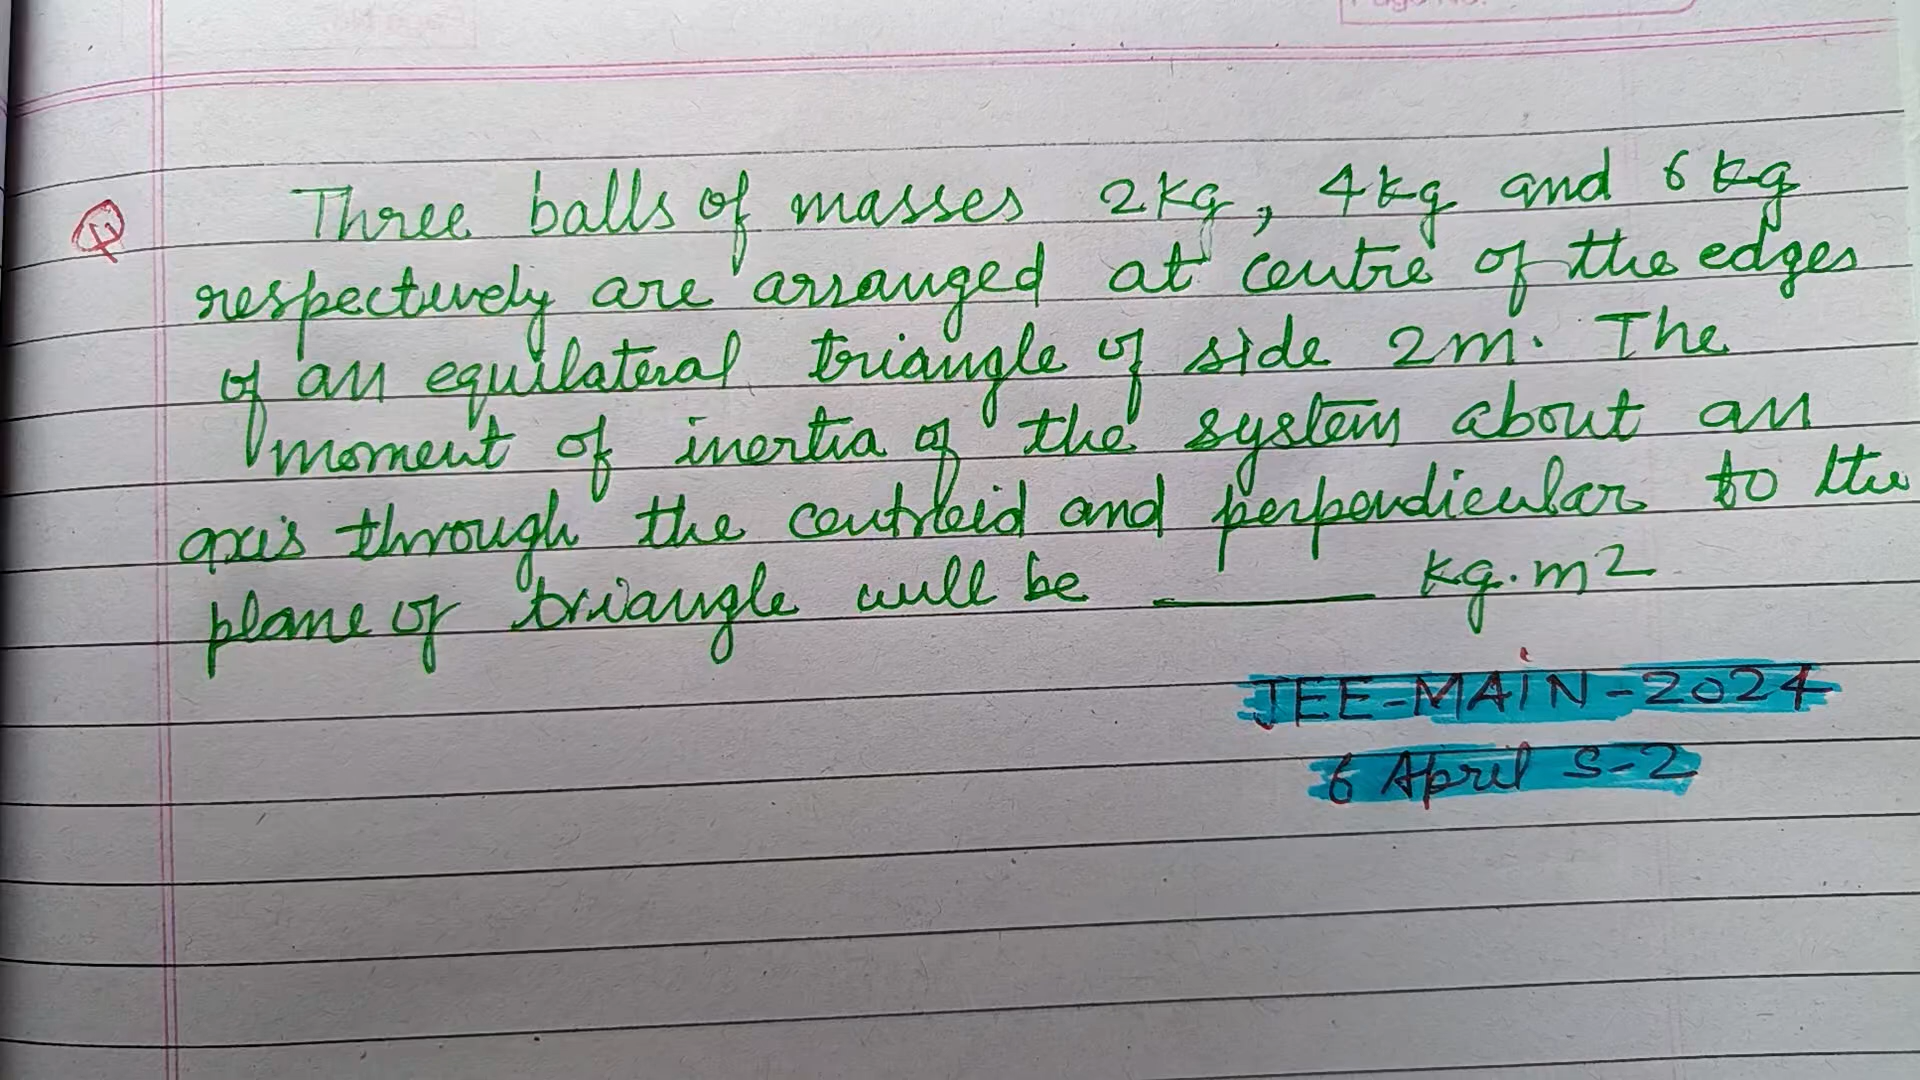 Q Three balls of masses 2kg, 4kg and 6kg
respectively are arranged at centre of the edges
of an equilateral triangle of side 2m. The
moment of inertia of the system about an
axis through the centroid and perpendicular to the
plane of triangle will be ______ kg.m2
JEE-MAIN-2024
6 April S-2